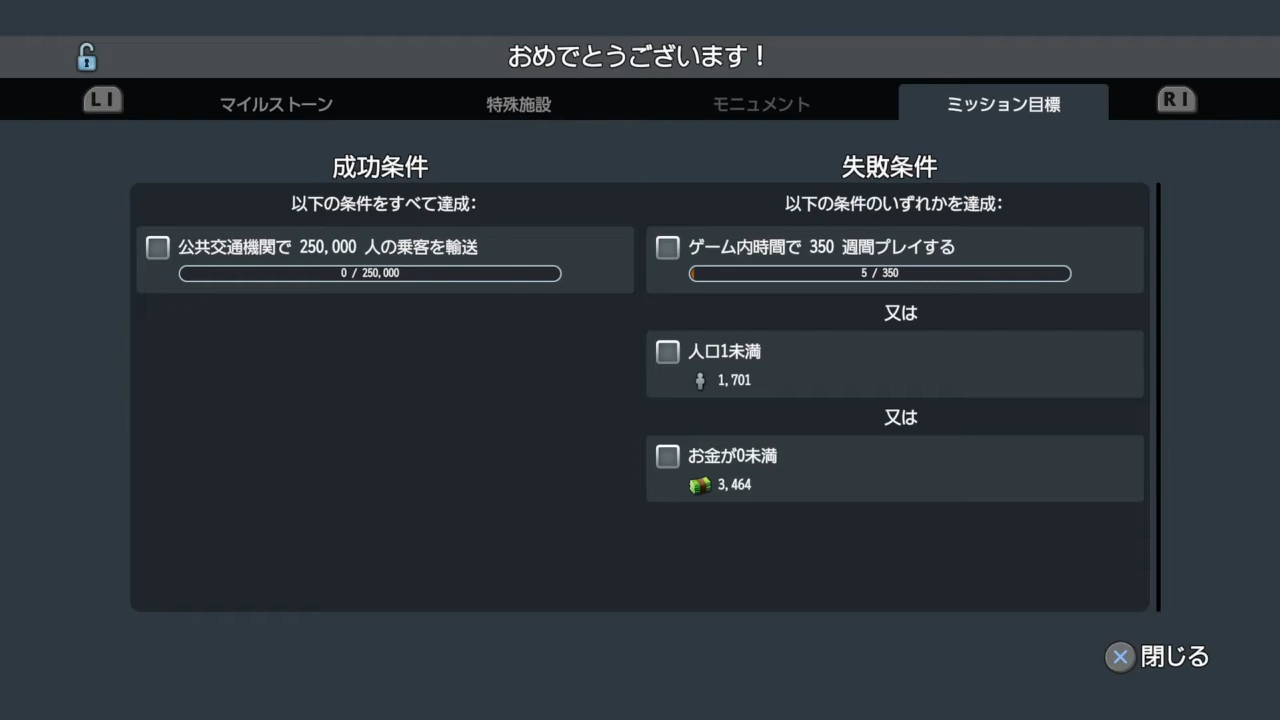 おめでとうございます！
L1
マイルストーン
特殊施設
モニュメント
ミッション目標
R1
成功条件
以下の条件をすべて達成：
公共交通機関で 250,000 人の乗客を輸送
0 / 250,000
失敗条件
以下の条件のいずれかを達成：
ゲーム内時間で 350 週間プレイする
5 / 350
又は
人口1未満
1,701
又は
お金が0未満
3,464
閉じる